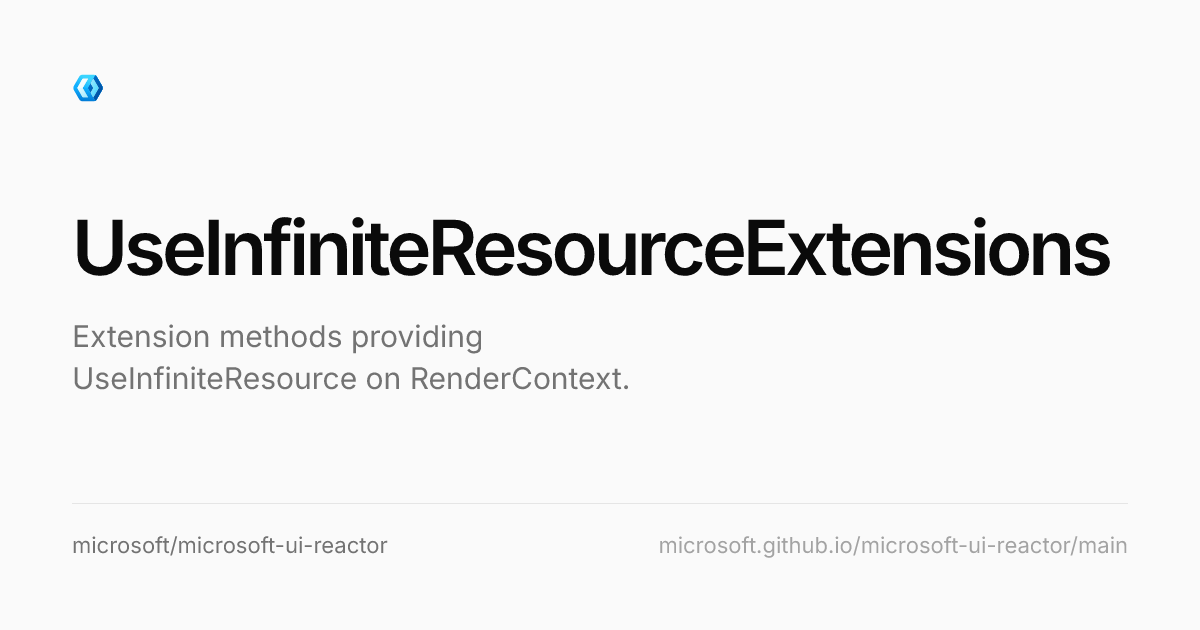 UseInfiniteResourceExtensions
Extension methods providing
UseInfiniteResource on RenderContext.
microsoft/microsoft-ui-reactor
microsoft.github.io/microsoft-ui-reactor/main